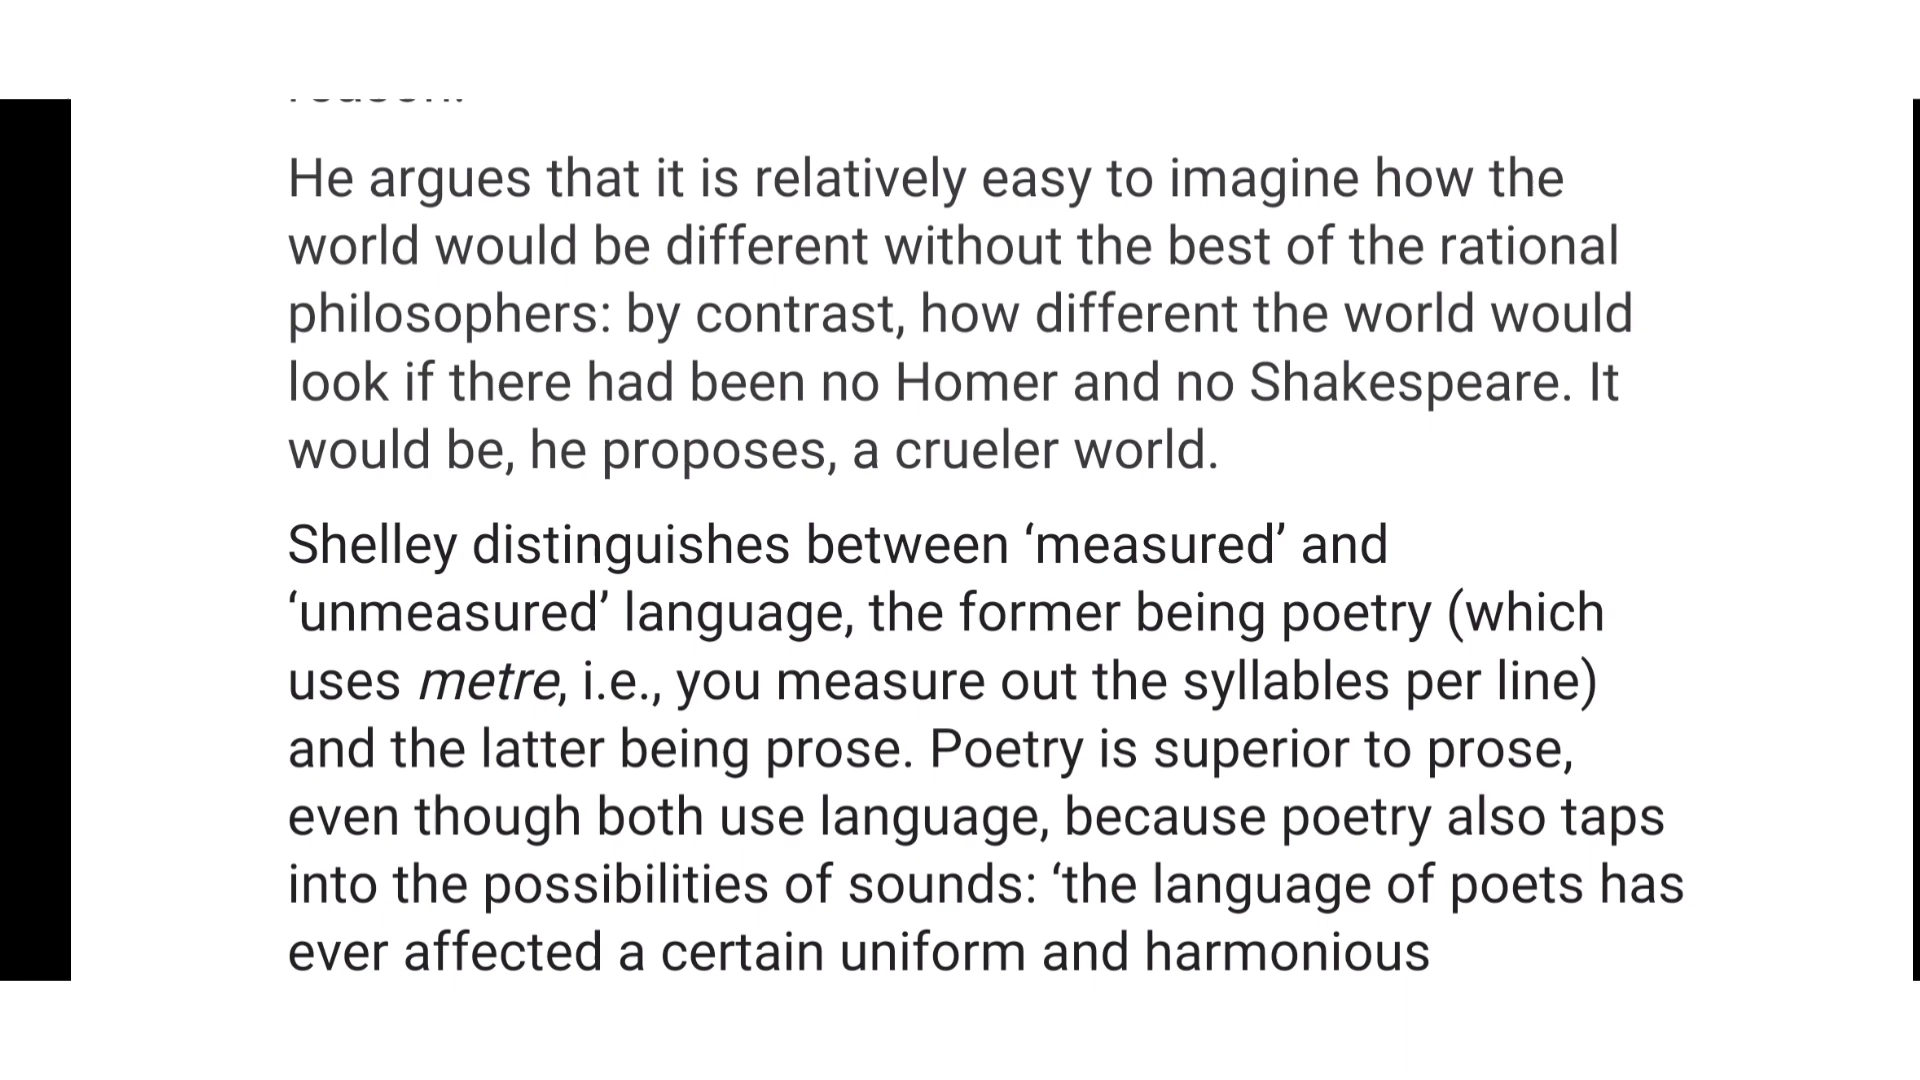 He argues that it is relatively easy to imagine how the
world would be different without the best of the rational
philosophers: by contrast, how different the world would
look if there had been no Homer and no Shakespeare. It
would be, he proposes, a crueler world.
Shelley distinguishes between ‘measured’ and
‘unmeasured’ language, the former being poetry (which
uses metre, i.e., you measure out the syllables per line)
and the latter being prose. Poetry is superior to prose,
even though both use language, because poetry also taps
into the possibilities of sounds: ‘the language of poets has
ever affected a certain uniform and harmonious